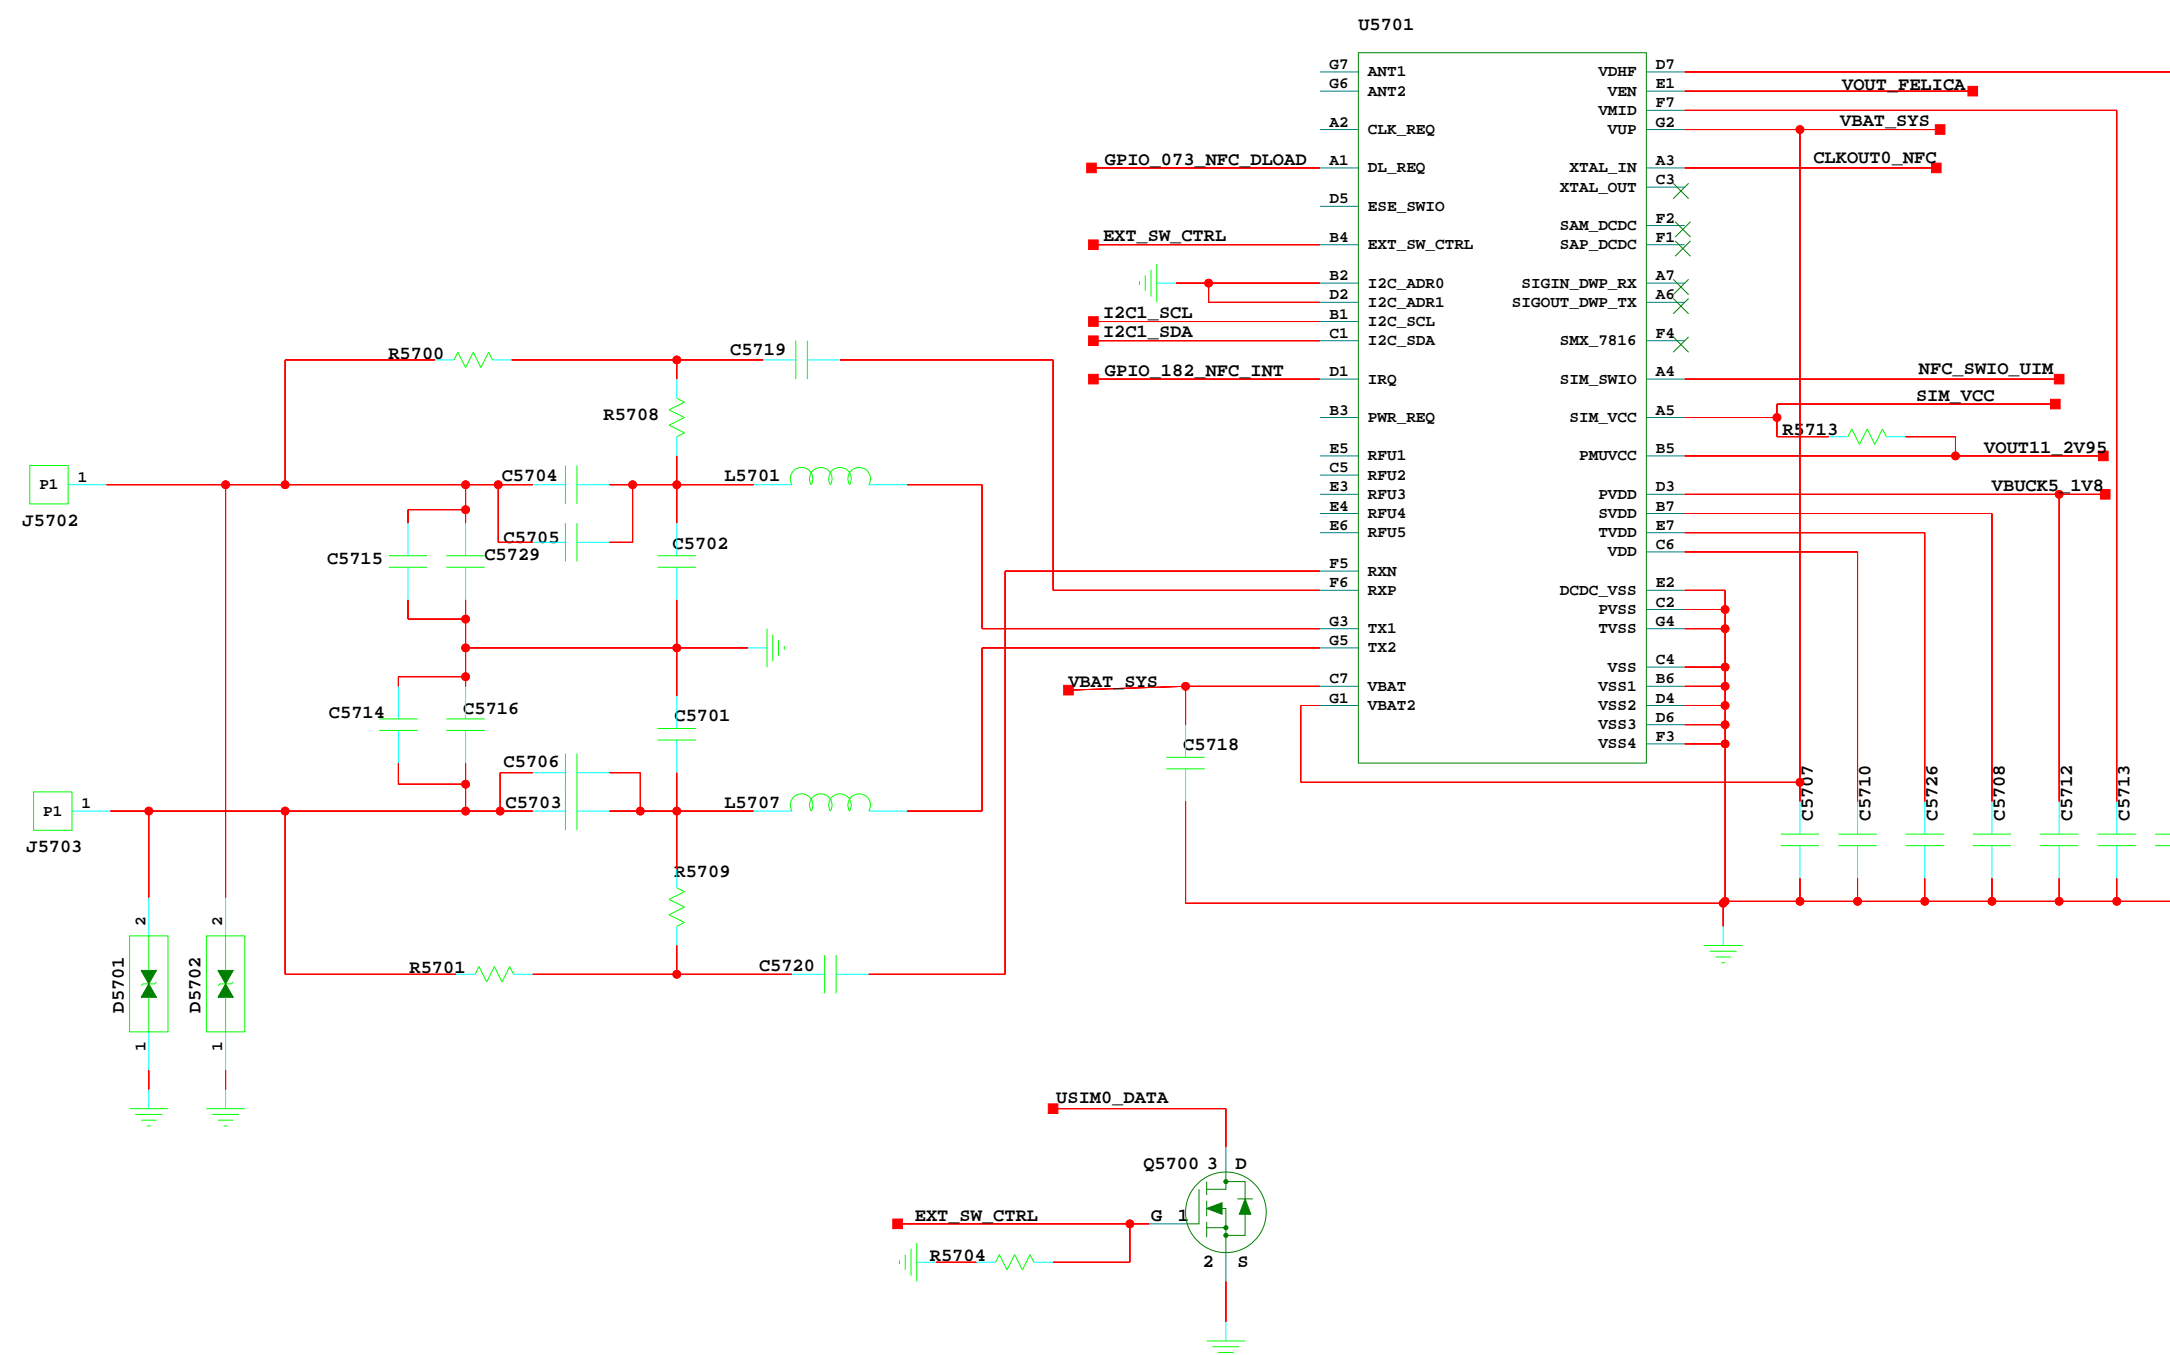 U5701
G7 ANT1 VDHF D7
G6 ANT2 VEN E1 VOUT_FELICA
VMID F7
A2 CLK_REQ VUP G2 VBAT_SYS
GPIO_073_NFC_DLOAD A1 DL_REQ XTAL_IN A3 CLKOUT0_NFC
XTAL_OUT C3
D5 ESE_SWIO
SAM_DCDC F2
EXT_SW_CTRL B4 EXT_SW_CTRL SAP_DCDC F1
B2 I2C_ADR0 SIGIN_DWP_RX A7
D2 I2C_ADR1 SIGOUT_DWP_TX A6
I2C1_SCL B1 I2C_SCL
I2C1_SDA C1 I2C_SDA SMX_7816 F4
GPIO_182_NFC_INT D1 IRQ SIM_SWIO A4 NFC_SWIO_UIM
SIM_VCC
B3 PWR_REQ SIM_VCC A5
R5713
E5 RFU1 PMUVCC B5 VOUT11_2V95
C5 RFU2
E3 RFU3 PVDD D3 VBUCK5_1V8
E4 RFU4 SVDD B7
E6 RFU5 TVDD E7
VDD C6
F5 RXN
F6 RXP DCDC_VSS E2
PVSS C2
G3 TX1 TVSS G4
G5 TX2
VSS C4
VBAT_SYS C7 VBAT VSS1 B6
G1 VBAT2 VSS2 D4
VSS3 D6
VSS4 F3
C5718
C5707
C5710
C5726
C5708
C5712
C5713
R5700
C5719
R5708
P1 1
J5702
C5704
L5701
C5705
C5702
C5715
C5729
C5714
C5716
C5701
C5706
P1 1
J5703
C5703
L5707
R5709
R5701
C5720
2
D5701
1
2
D5702
1
USIM0_DATA
Q5700 3 D
EXT_SW_CTRL G 1
R5704
2 S